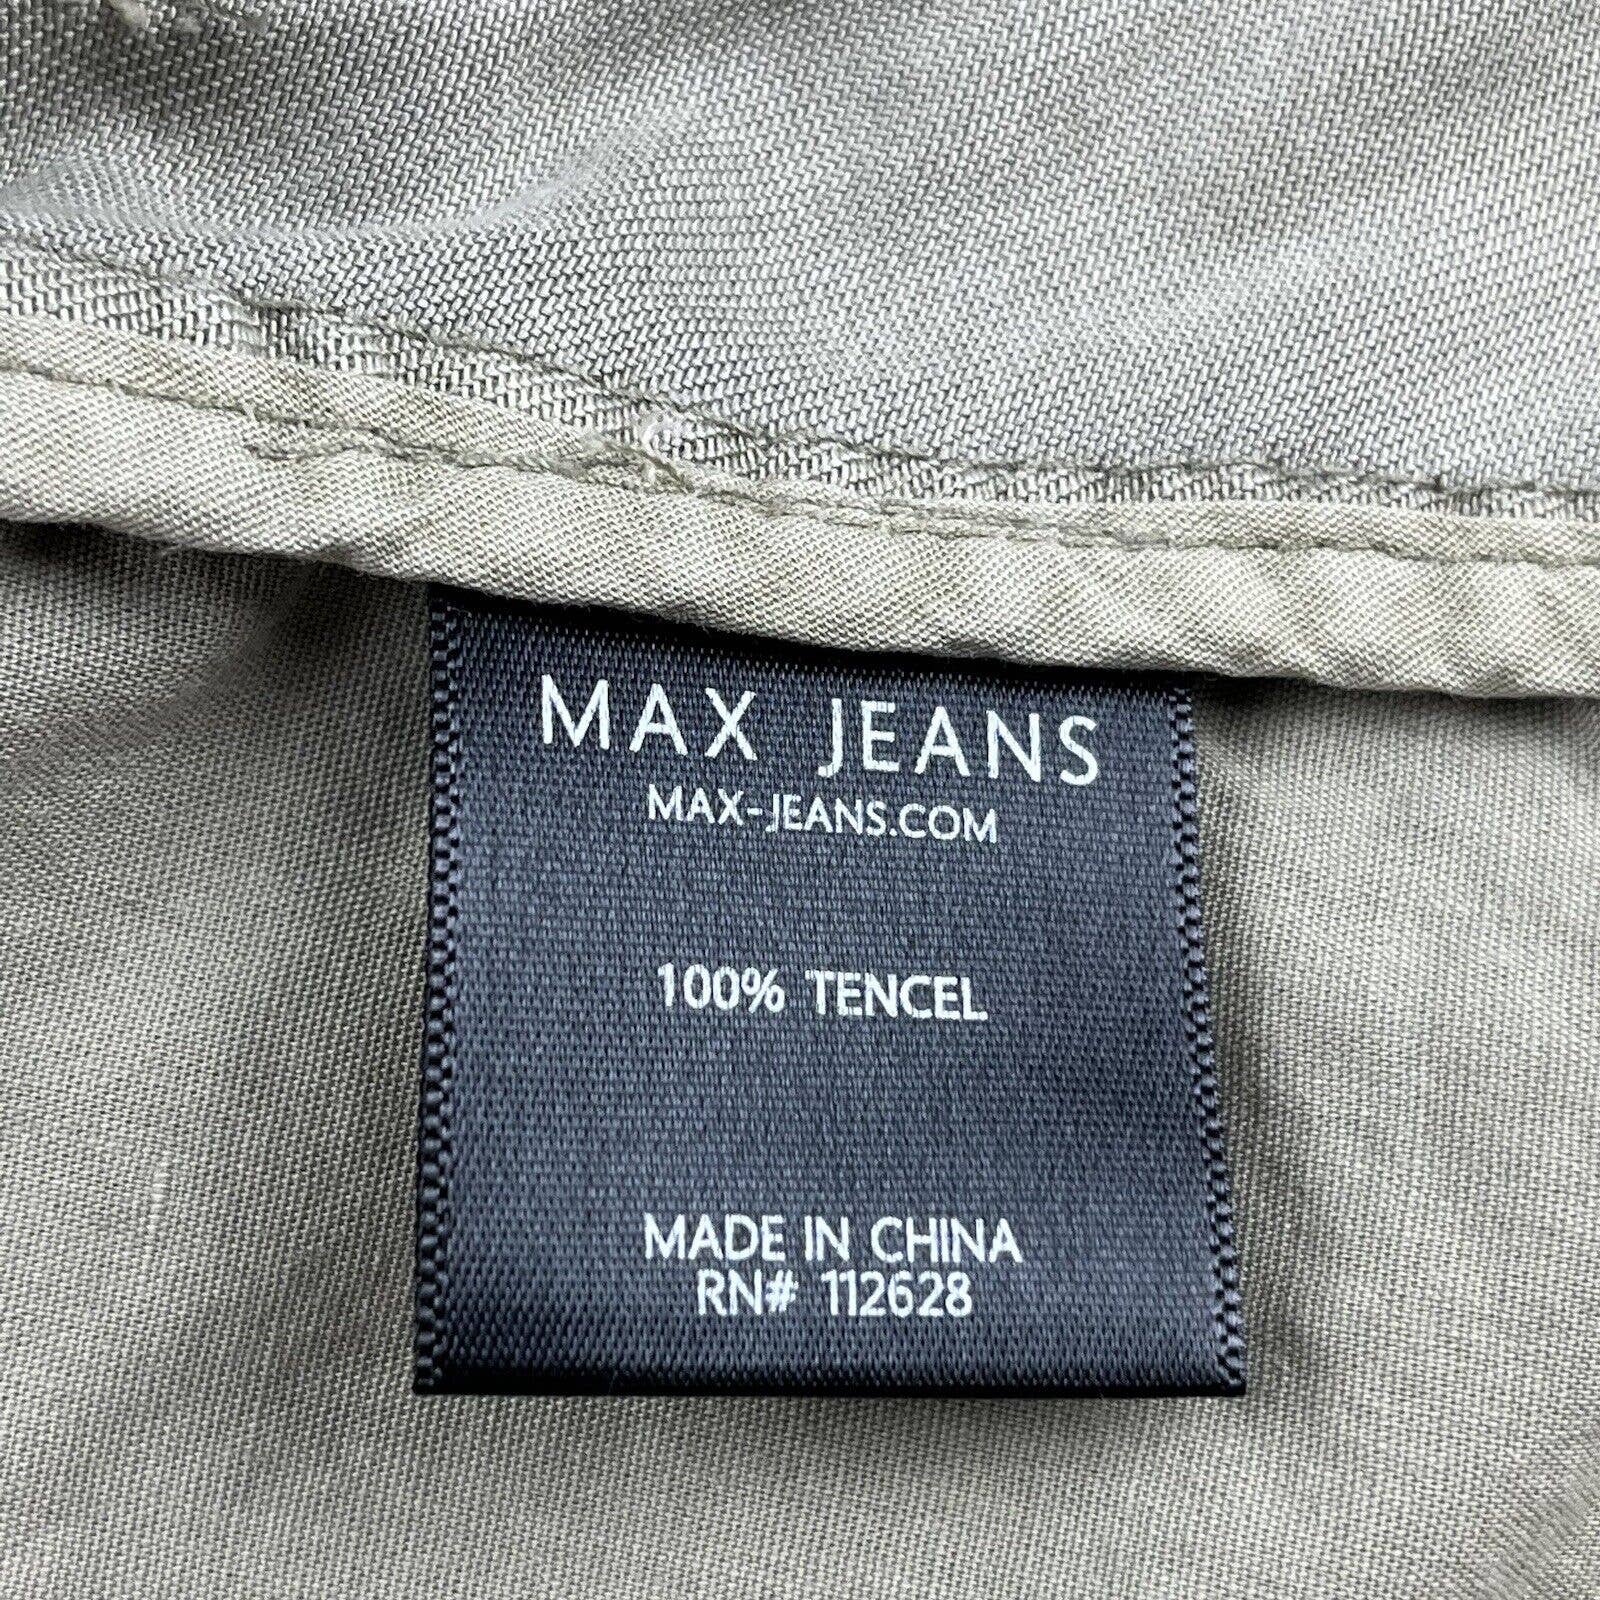 MAX JEANS
MAX-JEANS.COM
100% TENCEL
MADE IN CHINA
RN# 112628